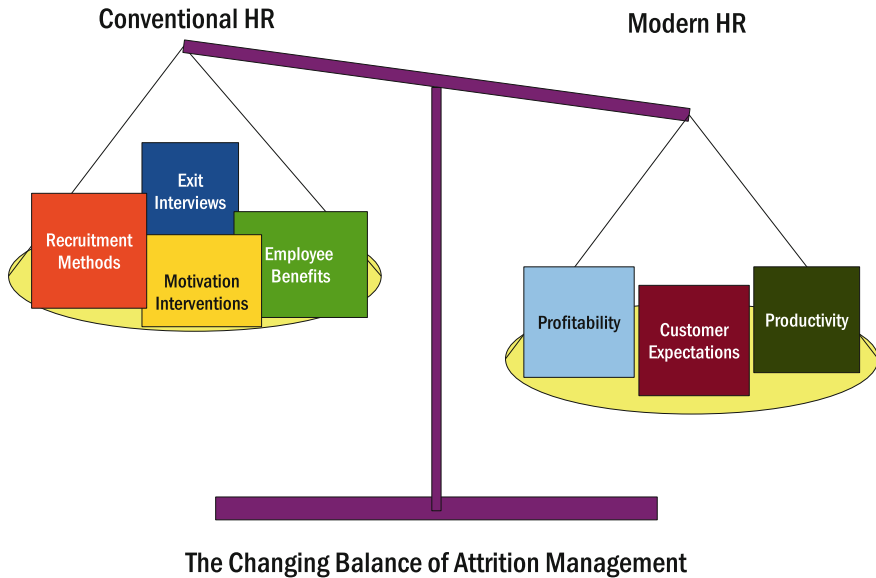 Conventional HR
Modern HR
Exit
Interviews
Recruitment
Methods
Employee
Benefits
Motivation
Interventions
Profitability
Customer
Expectations
Productivity
The Changing Balance of Attrition Management